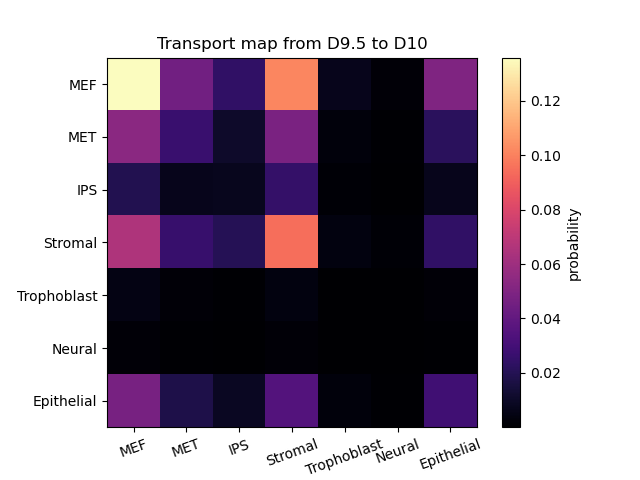 Transport map from D9.5 to D10
MEF
MET
IPS
Stromal
Trophoblast
Neural
Epithelial
MEF
MET
IPS
Stromal
Trophoblast
Neural
Epithelial
0.12
0.10
0.08
0.06
0.04
0.02
probability